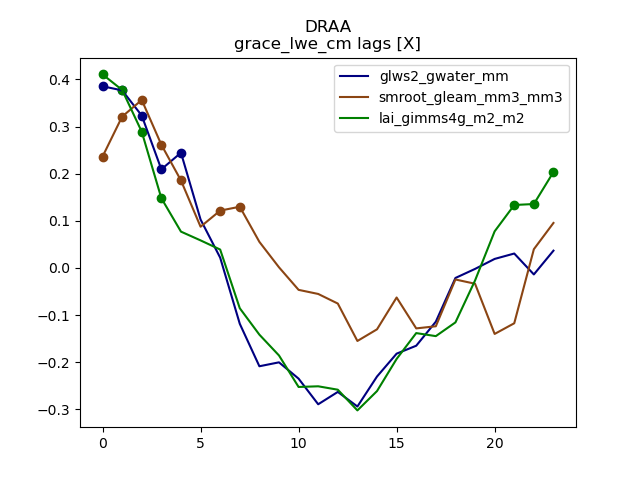 DRAA
grace_lwe_cm lags [X]
glws2_gwater_mm
smroot_gleam_mm3_mm3
lai_gimms4g_m2_m2
0.4
0.3
0.2
0.1
0.0
−0.1
−0.2
−0.3
0 5 10 15 20